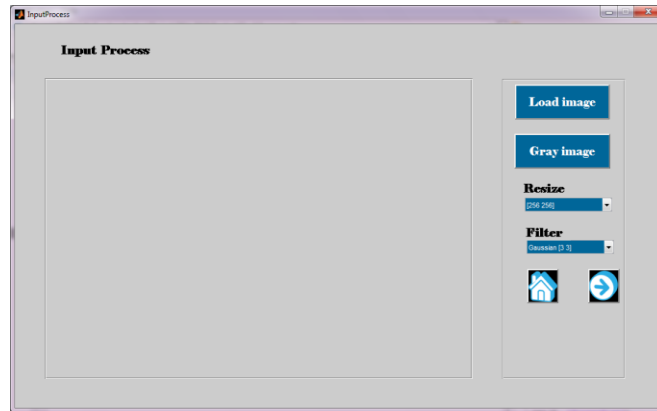 InputProcess
Input Process
Load image
Gray image
Resize
[256 256]
Filter
Gaussian [3 3]